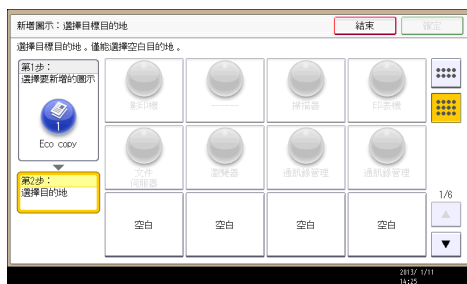 新增圖示：選擇目標目的地
結束
確定
選擇目標目的地。僅能選擇空白目的地。
第1步：
選擇要新增的圖示
1
Eco copy
第2步：
選擇目的地
影印機
--------
掃描器
印表機
文件
伺服器
瀏覽器
通訊錄管理
通訊錄管理
空白
空白
空白
空白
1/6
2013/ 1/11
14:25